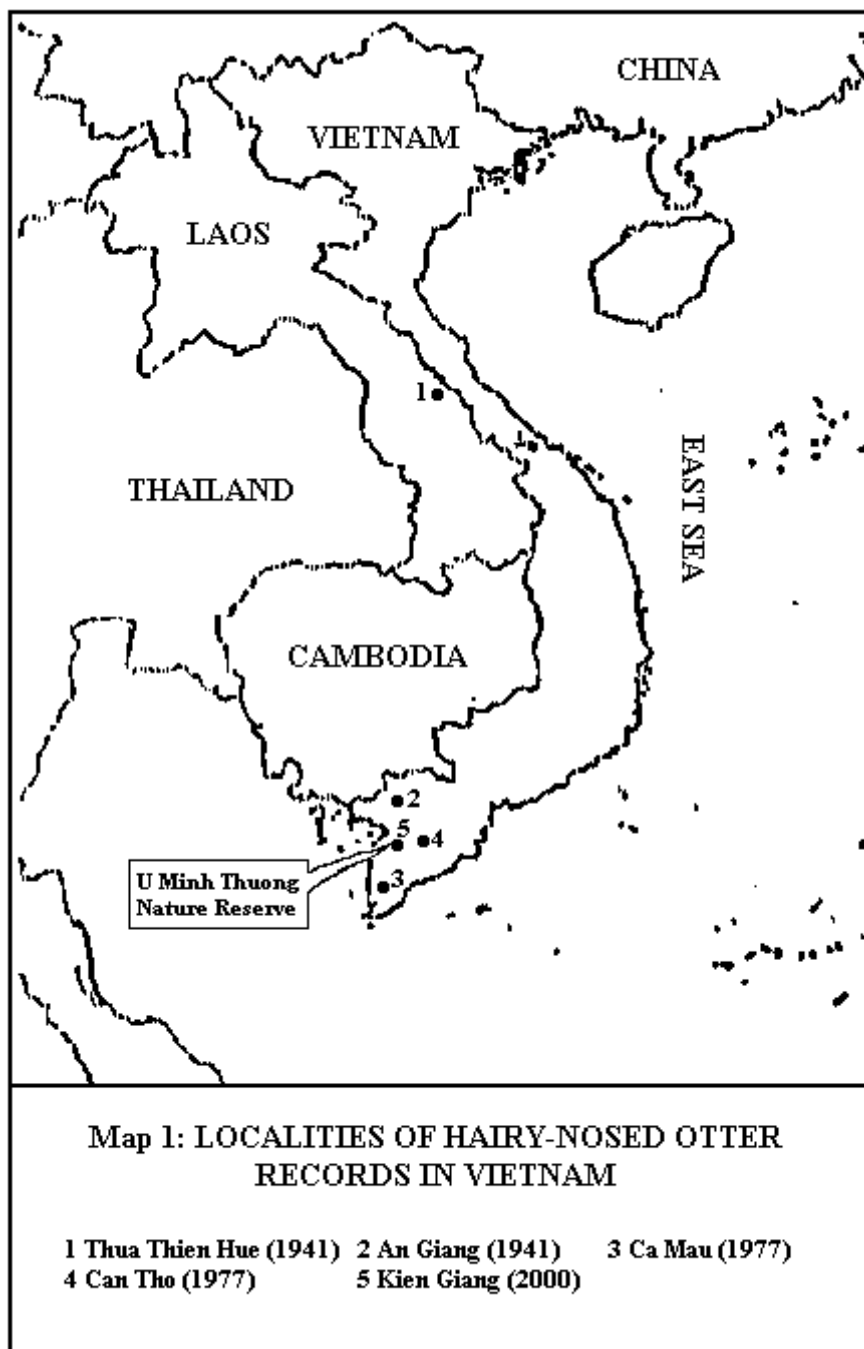 CHINA
VIETNAM
LAOS
1
THAILAND
EAST SEA
CAMBODIA
2
5
4
U Minh Thuong
Nature Reserve
3
Map 1: LOCALITIES OF HAIRY-NOSED OTTER
RECORDS IN VIETNAM
1 Thua Thien Hue (1941) 2 An Giang (1941) 3 Ca Mau (1977)
4 Can Tho (1977) 5 Kien Giang (2000)